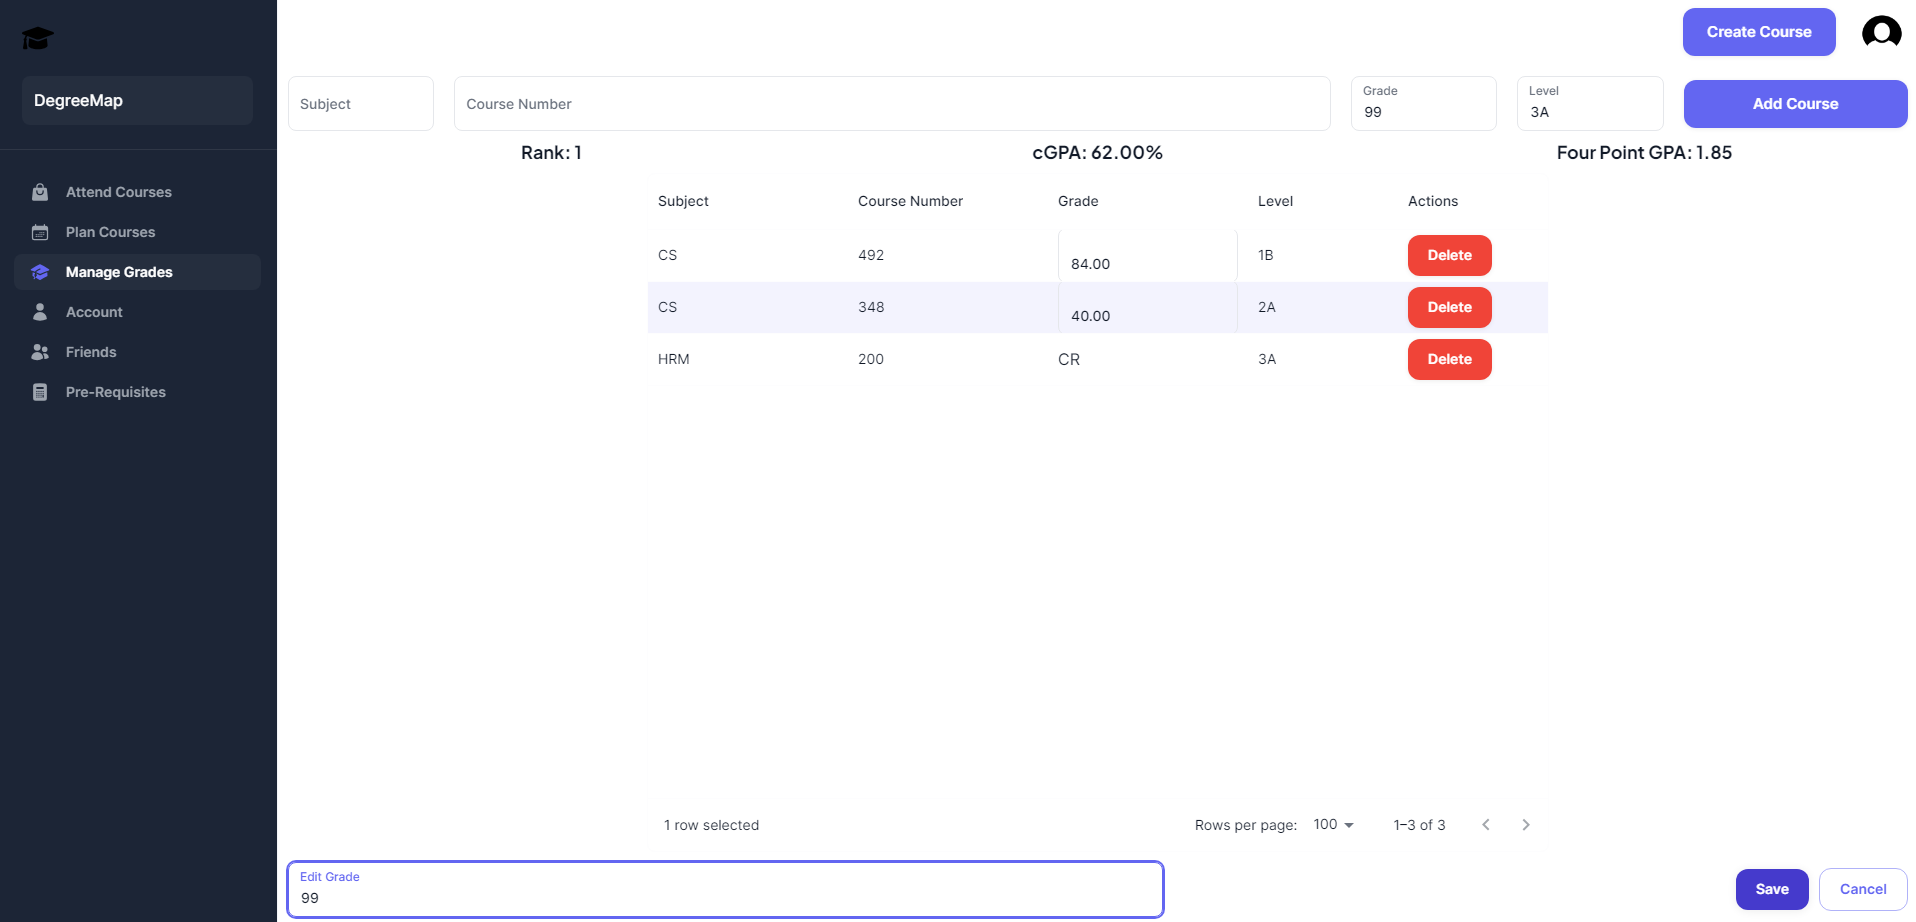 Create Course
DegreeMap
Subject
Course Number
Grade
99
Level
3A
Add Course
Rank: 1
cGPA: 62.00%
Four Point GPA: 1.85
Attend Courses
Plan Courses
Manage Grades
Account
Friends
Pre-Requisites
Subject Course Number Grade Level Actions
CS 492 84.00 1B Delete
CS 348 40.00 2A Delete
HRM 200 CR 3A Delete
1 row selected
Rows per page: 100 1–3 of 3
Edit Grade
99
Save
Cancel